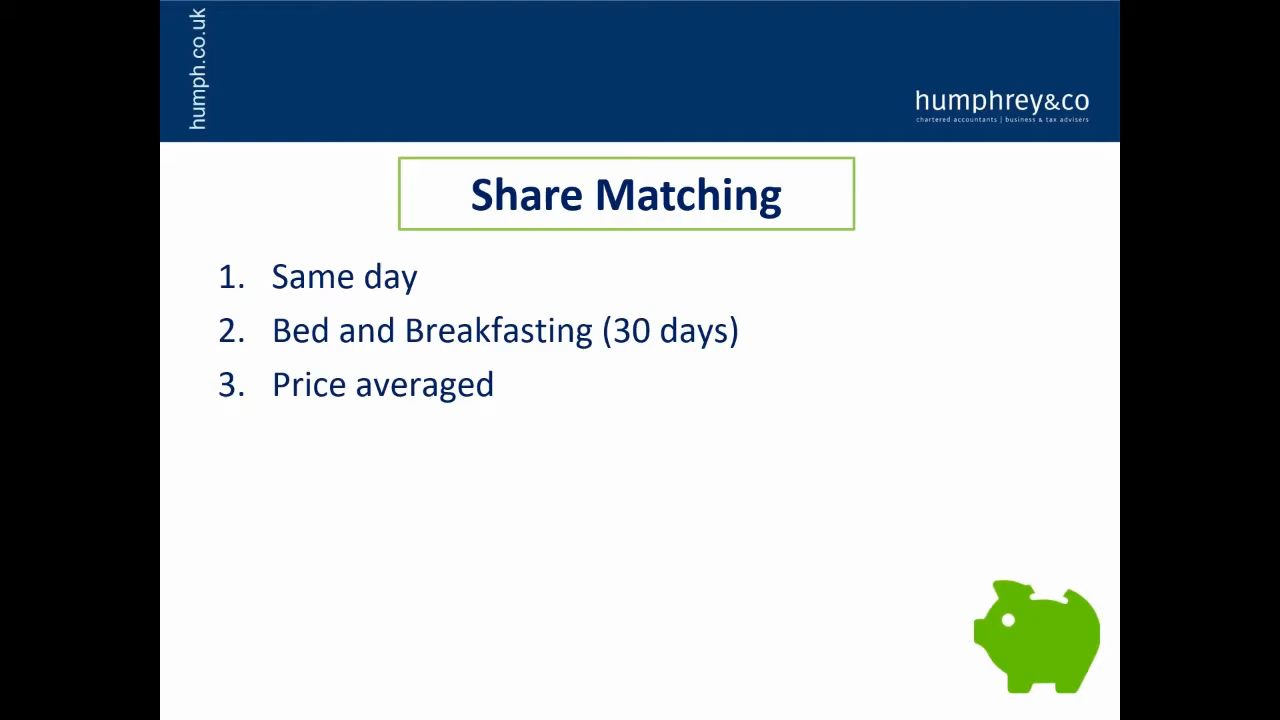 humph.co.uk
humphrey&co
chartered accountants | business & tax advisers
Share Matching
1. Same day
2. Bed and Breakfasting (30 days)
3. Price averaged